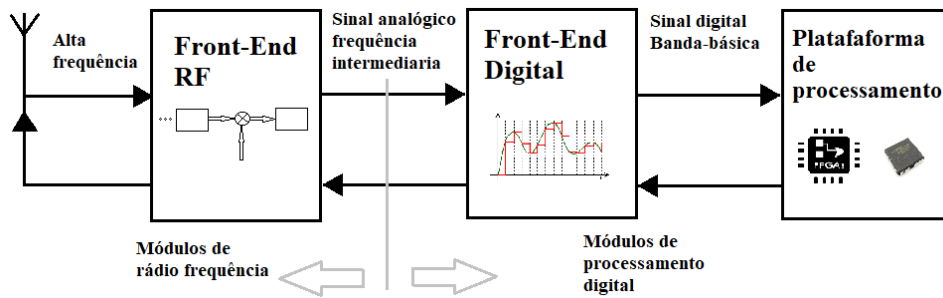 Alta
frequência
Front-End
RF
Sinal analógico
frequência
intermediaria
Front-End
Digital
Sinal digital
Banda-básica
Platafaforma
de
processamento
FPGA
Módulos de
rádio frequência
Módulos de
processamento
digital